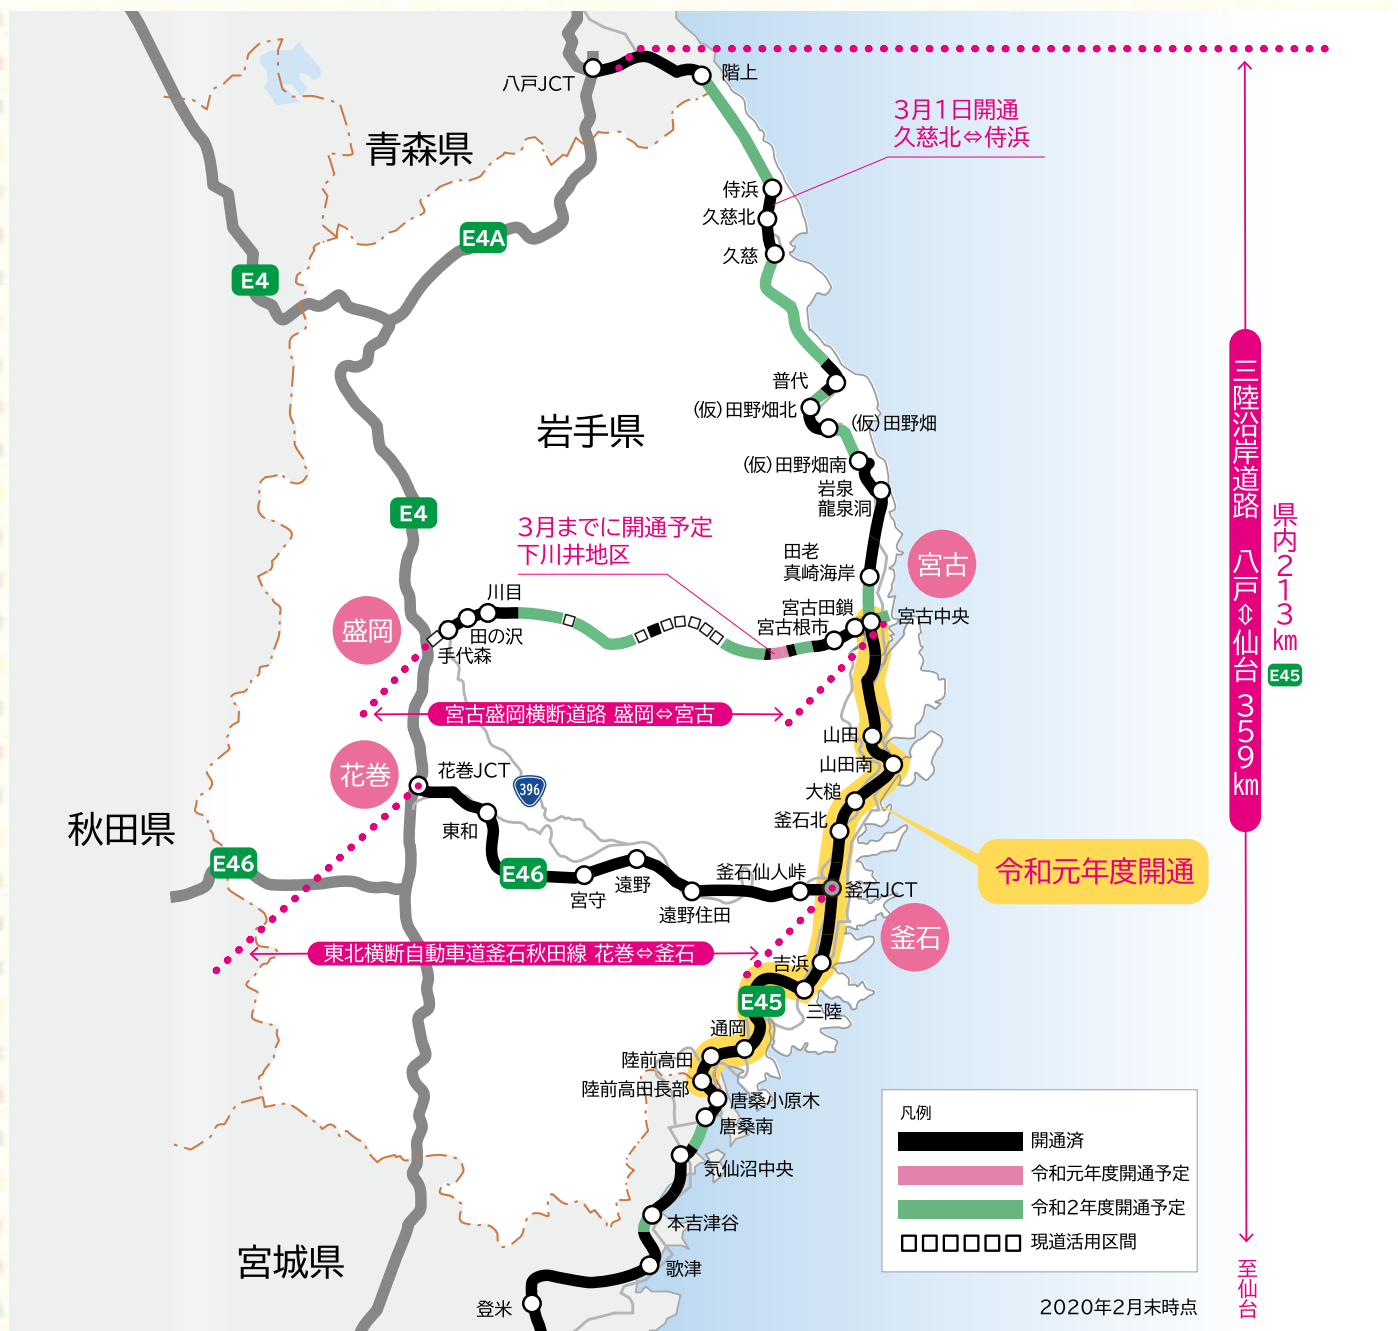 八戸JCT
階上
3月1日開通
久慈北⇔侍浜
青森県
侍浜
久慈北
久慈
E4A
E4
三陸沿岸道路 八戸⇔仙台 359km
県内213km
E45
普代
(仮)田野畑北
(仮)田野畑
岩手県
(仮)田野畑南
岩泉
龍泉洞
E4
3月までに開通予定
下川井地区
田老
真崎海岸
宮古
川目
宮古田鎖
宮古中央
盛岡
田の沢
宮古根市
手代森
宮古盛岡横断道路 盛岡⇔宮古
山田
山田南
花巻
花巻JCT
396
大槌
釜石北
東和
秋田県
E46
E46
令和元年度開通
釜石仙人峠
釜石JCT
遠野
宮守
遠野住田
釜石
東北横断自動車道釜石秋田線 花巻⇔釜石
吉浜
E45
三陸
通岡
陸前高田
陸前高田長部
唐桑小原木
唐桑南
気仙沼中央
本吉津谷
歌津
登米
宮城県
凡例
開通済
令和元年度開通予定
令和2年度開通予定
現道活用区間
至仙台
2020年2月末時点